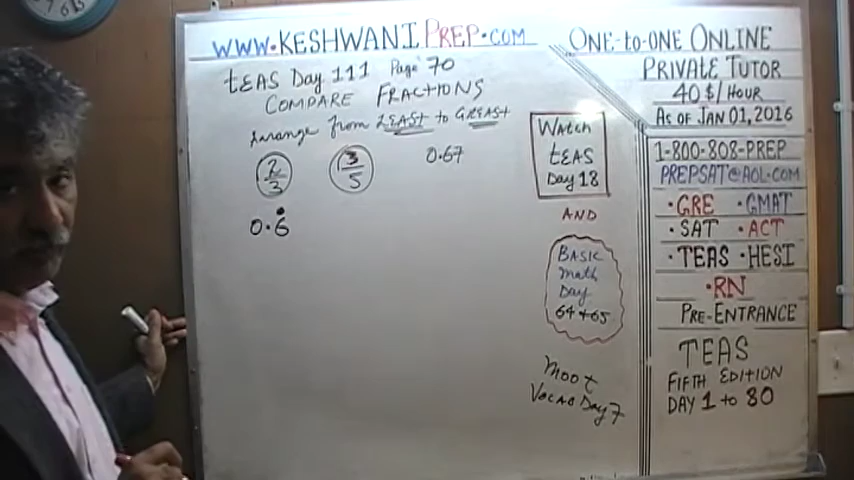 WWW.KESHWANIPREP.COM
tEAS Day 111 Page 70
COMPARE FRACTIONS
Arrange from LEAST to GREAST
2/3 3/5 0.67
0.6̇
Watch
tEAS
Day 18
AND
BASIC
Math
Day
64+65
Moot
VOCAB Day 7
ONE-to-ONE ONLINE
PRIVATE TUTOR
40$/HOUR
AS OF JAN 01, 2016
1-800-808-PREP
PREPSAT@AOL.COM
•GRE •GMAT
•SAT •ACT
•TEAS •HESI
•RN
PRE-ENTRANCE
TEAS
FIFTH EDITION
DAY 1 to 80